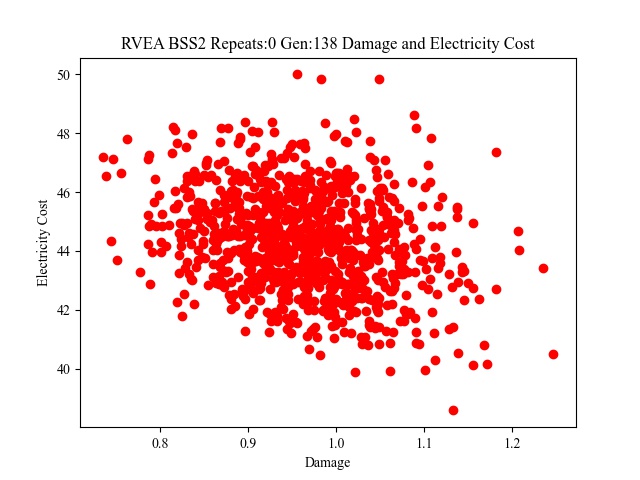 RVEA BSS2 Repeats:0 Gen:138 Damage and Electricity Cost
50
48
46
44
42
40
Electricity Cost
0.8 0.9 1.0 1.1 1.2
Damage